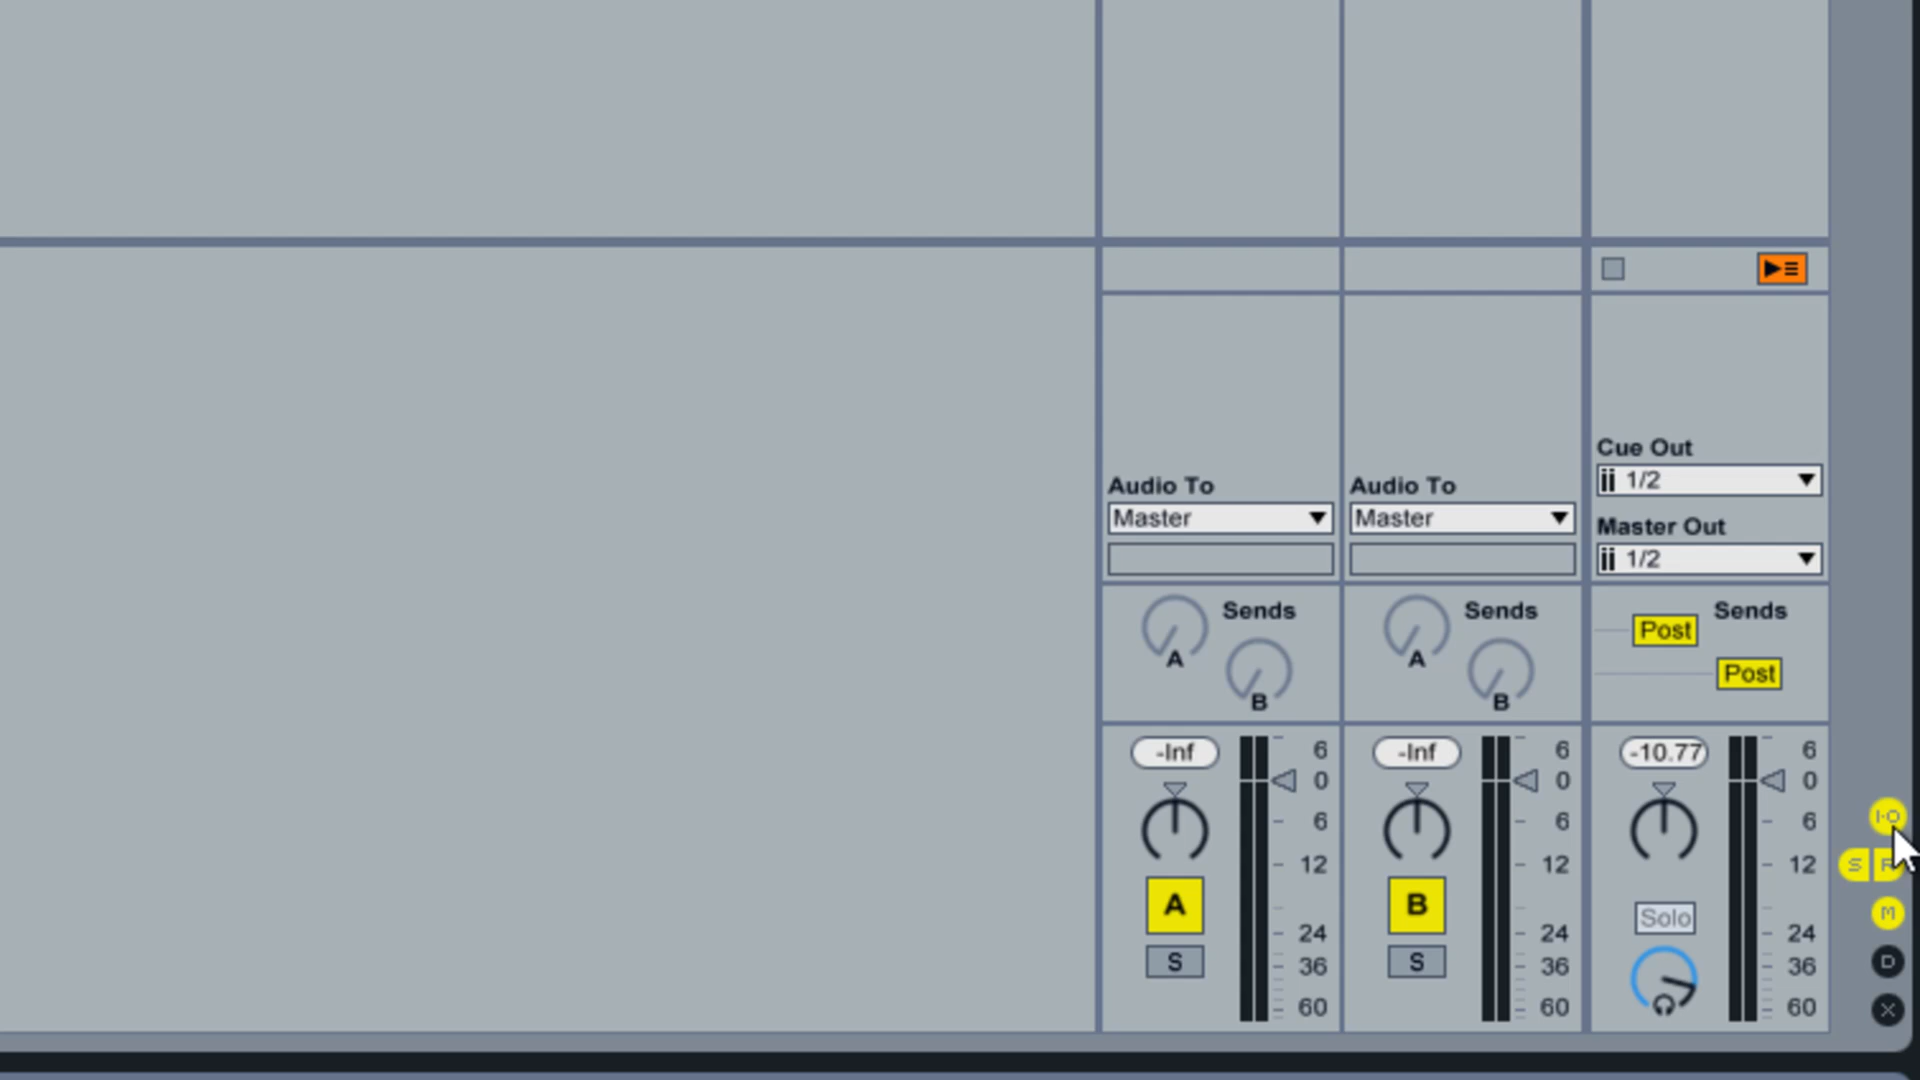 Cue Out
1/2
Audio To
Audio To
Master
Master
Master Out
1/2
Sends
A
B
Sends
A
B
Sends
Post
Post
-Inf
6
0
6
12
24
36
60
A
S
-Inf
6
0
6
12
24
36
60
B
S
-10.77
6
0
6
12
24
36
60
Solo
I·O
S R
M
D
X